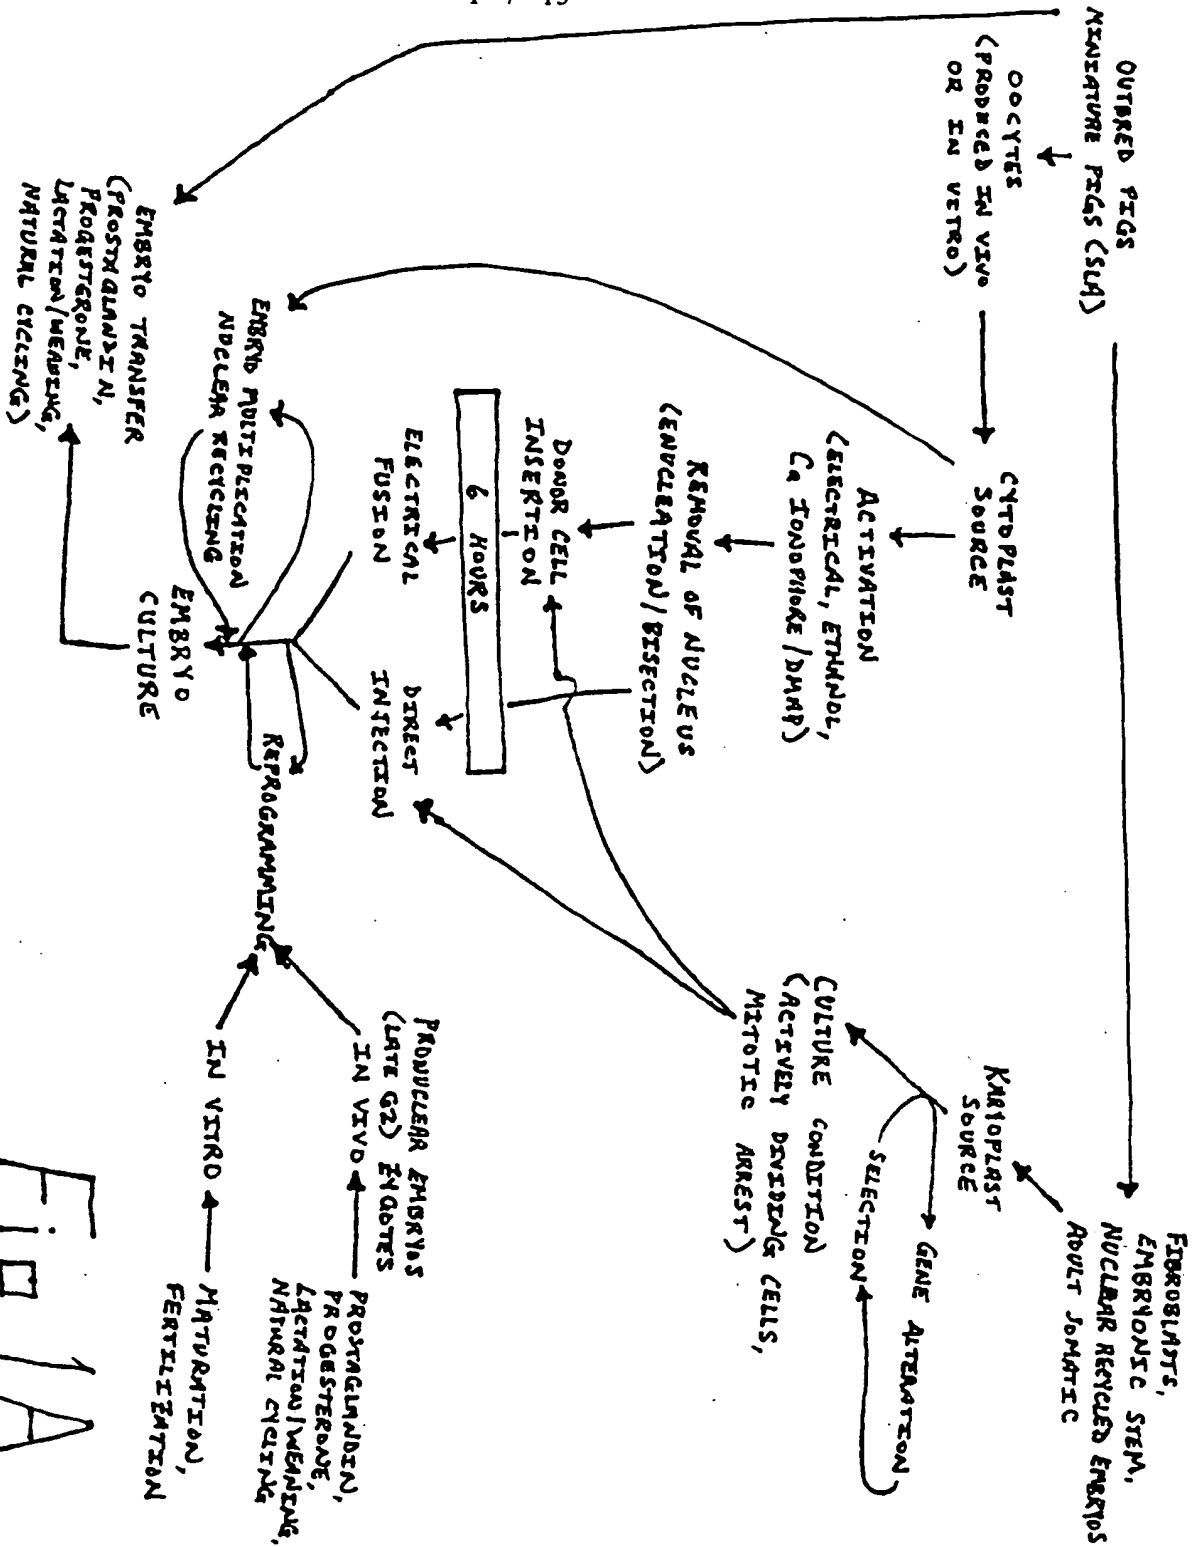 OUTBRED PIGS
MINIATURE PIGS (SLA)
OOCYTES
(PRODUCED IN VIVO
OR IN VITRO)
CYTOPLAST
SOURCE
ACTIVATION
(ELECTRICAL, ETHANOL,
Ca IONOPHORE/DMAP)
REMOVAL OF NUCLEUS
(ENUCLEATION/BISECTION)
DONOR CELL
INSERTION
6 HOURS
ELECTRICAL
FUSION
DIRECT
INJECTION
EMBRYO MULTIPLICATION
NUCLEAR RECYCLING
EMBRYO
CULTURE
EMBRYO TRANSFER
(PROSTAGLANDIN,
PROGESTERONE,
LACTATION/WEANING,
NATURAL CYCLING)
FIBROBLASTS,
EMBRYONIC STEM,
NUCLEAR RECYCLED EMBRYOS
ADULT SOMATIC
KARYOPLAST
SOURCE
GENE ALTERATION
SELECTION
CULTURE CONDITION
(ACTIVELY DIVIDING CELLS,
MITOTIC ARREST)
REPROGRAMMING
PRONUCLEAR EMBRYOS
(LATE G2) ZYGOTES
IN VIVO
PROSTAGLANDIN,
PROGESTERONE,
LACTATION/WEANING,
NATURAL CYCLING
IN VITRO
MATURATION,
FERTILIZATION
Fig 1A